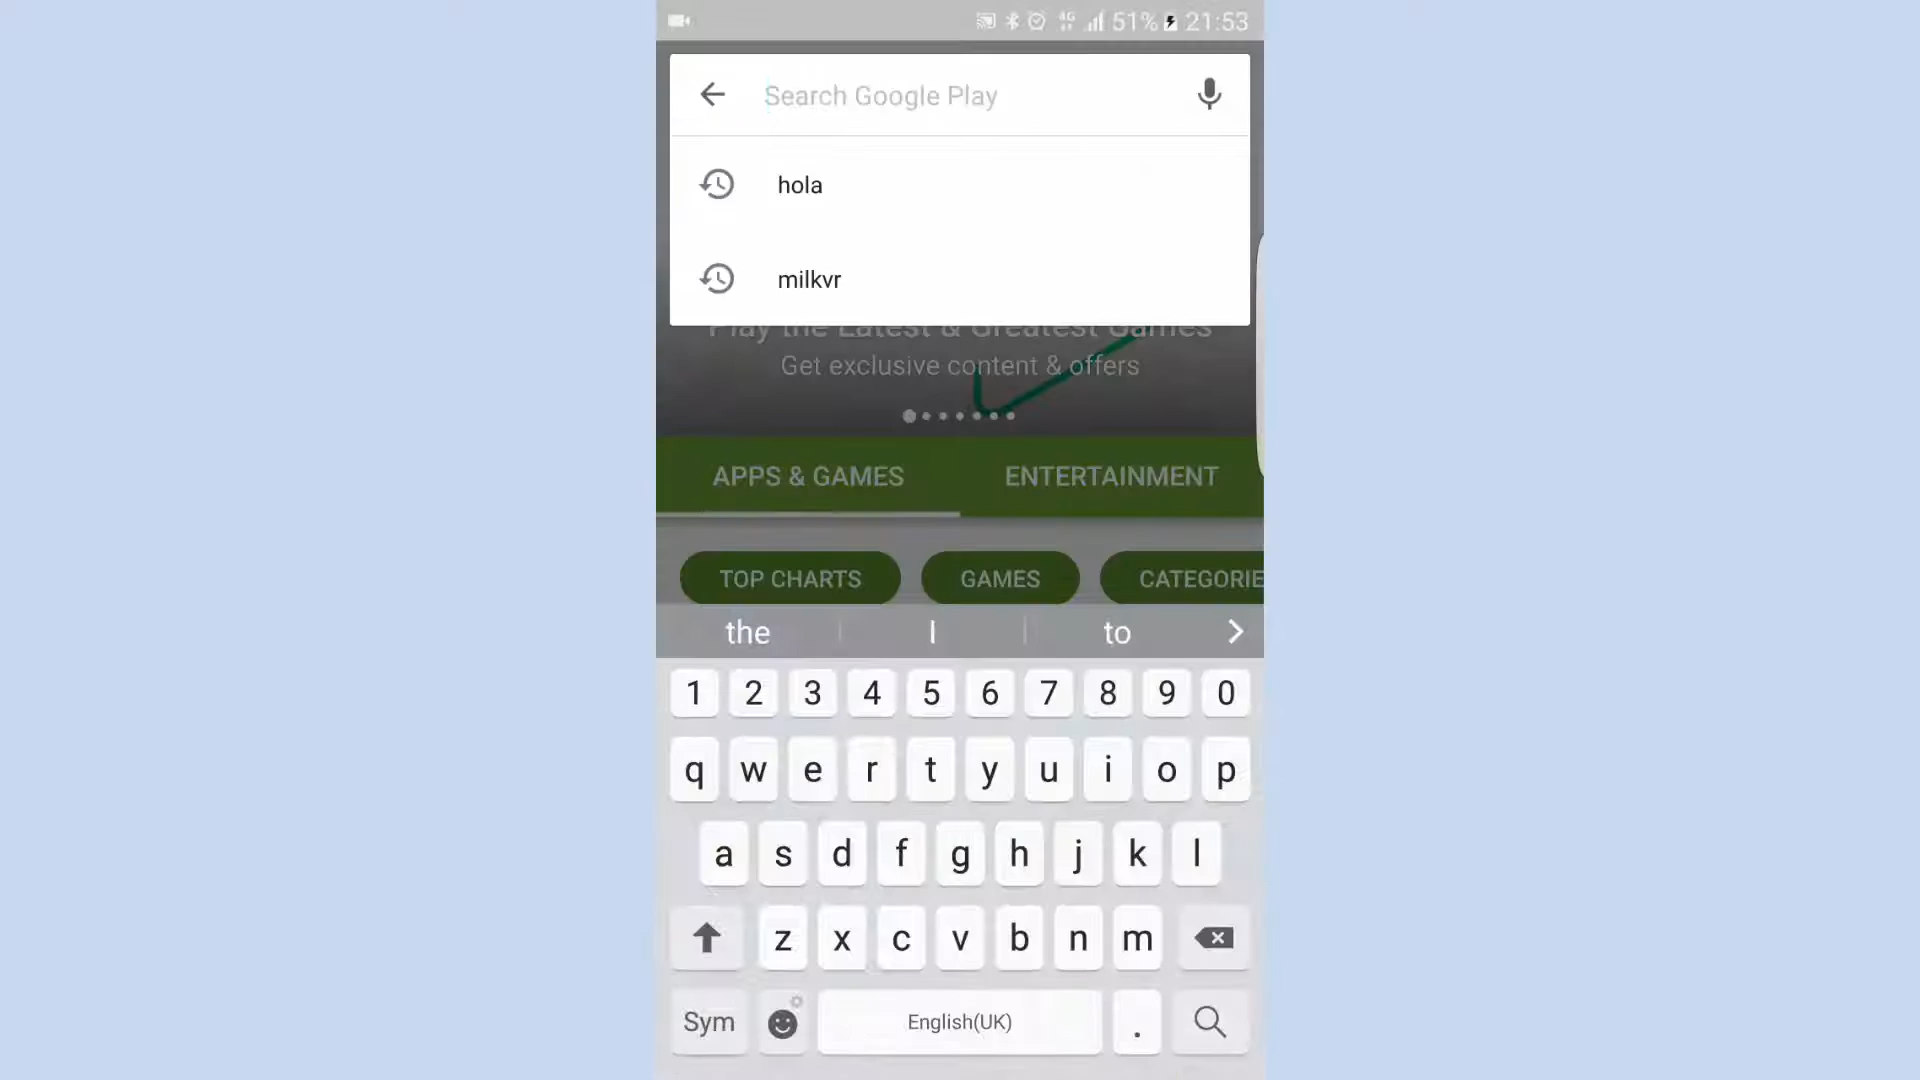 4G 51% 21:53
Search Google Play
hola
milkvr
Play the Latest & Greatest Games
Get exclusive content & offers
APPS & GAMES ENTERTAINMENT
TOP CHARTS GAMES CATEGORIE
the I to
1 2 3 4 5 6 7 8 9 0
q w e r t y u i o p
a s d f g h j k l
z x c v b n m
Sym English(UK) .